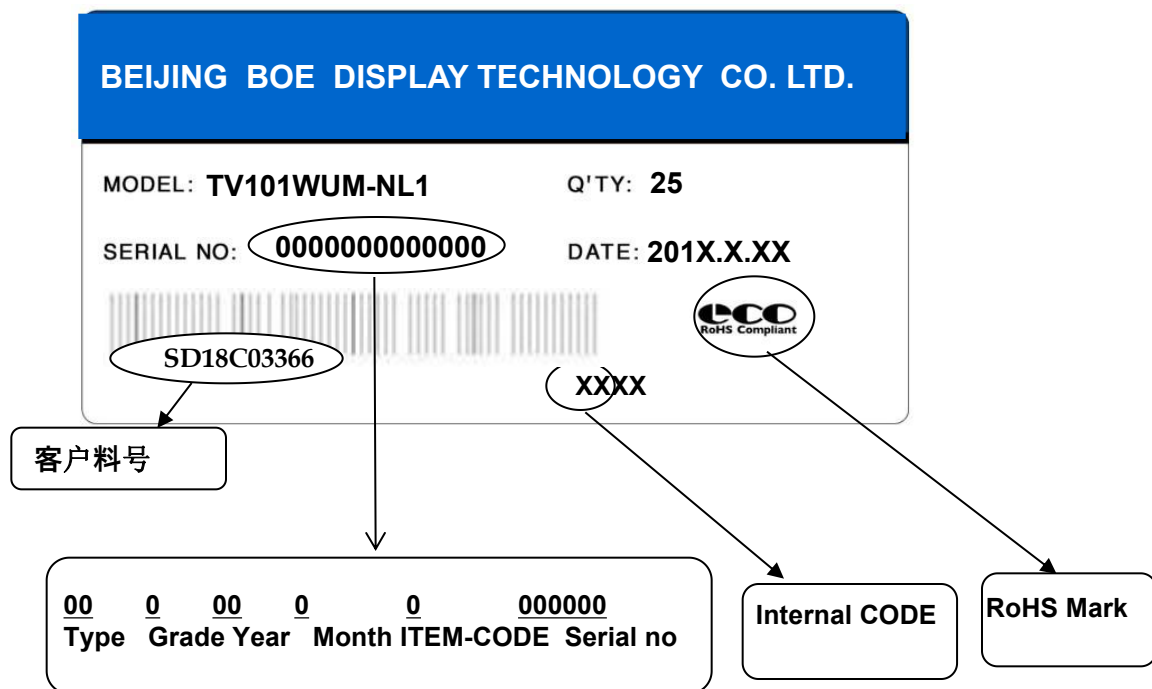 BEIJING BOE DISPLAY TECHNOLOGY CO. LTD.
MODEL: TV101WUM-NL1 Q'TY: 25
SERIAL NO: 0000000000000 DATE: 201X.X.XX
eco
RoHS Compliant
SD18C03366
XXXX
客户料号
00 0 00 0 0 000000
Type Grade Year Month ITEM-CODE Serial no
Internal CODE
RoHS Mark